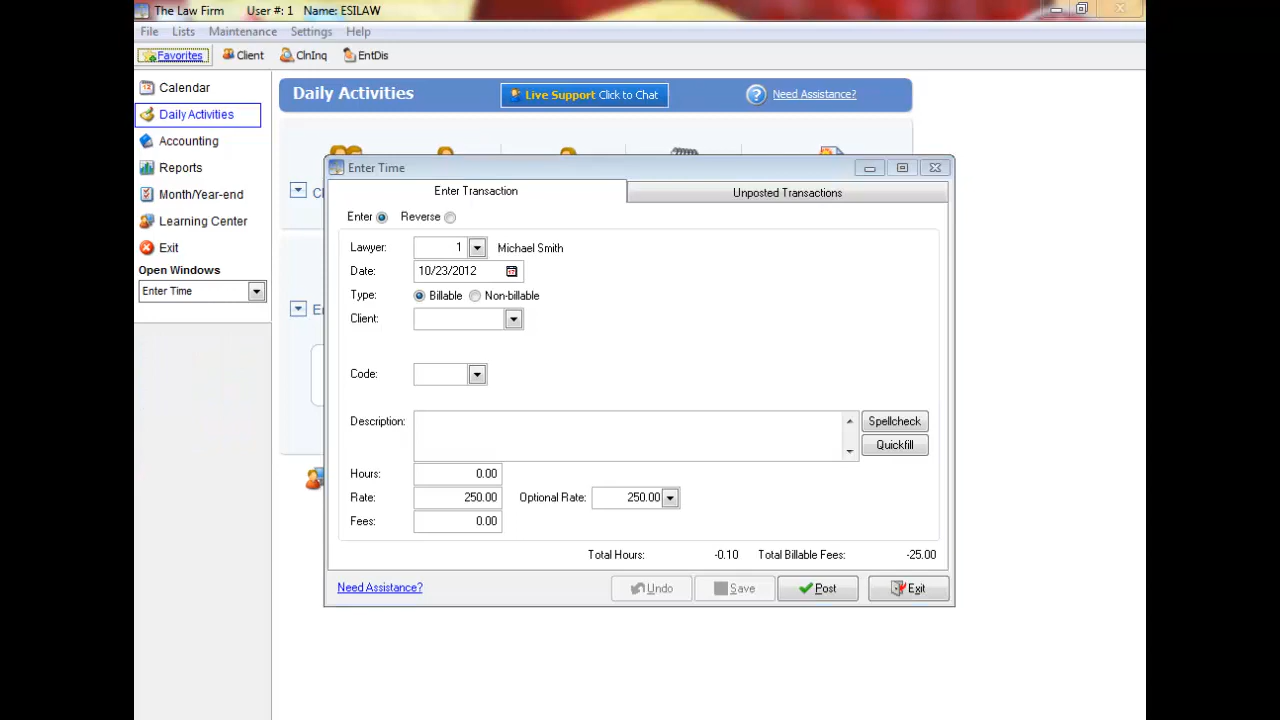 The Law Firm User #: 1 Name: ESILAW
File Lists Maintenance Settings Help
Favorites Client ClnInq EntDis
Calendar
Daily Activities
Accounting
Reports
Month/Year-end
Learning Center
Exit
Open Windows
Enter Time
Daily Activities Live Support Click to Chat Need Assistance?
Enter Time
Enter Transaction Unposted Transactions
Enter Reverse
Lawyer: 1 Michael Smith
Date: 10/23/2012
Type: Billable Non-billable
Client:
Code:
Description: Spellcheck
Quickfill
Hours: 0.00
Rate: 250.00 Optional Rate: 250.00
Fees: 0.00
Total Hours: -0.10 Total Billable Fees: -25.00
Need Assistance? Undo Save Post Exit